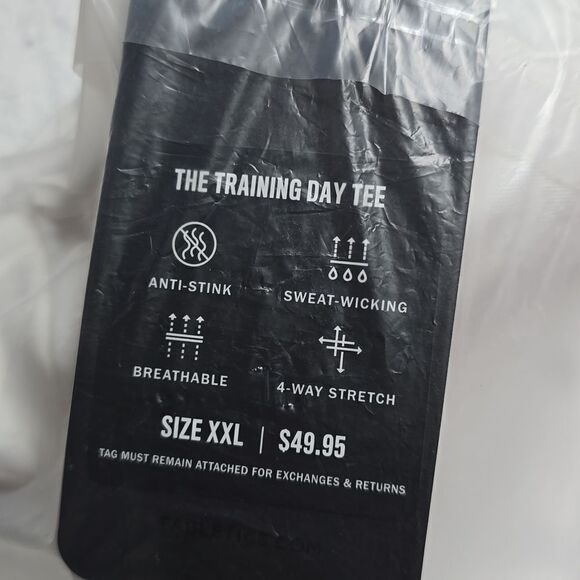 THE TRAINING DAY TEE
ANTI-STINK
SWEAT-WICKING
BREATHABLE
4-WAY STRETCH
SIZE XXL | $49.95
TAG MUST REMAIN ATTACHED FOR EXCHANGES & RETURNS